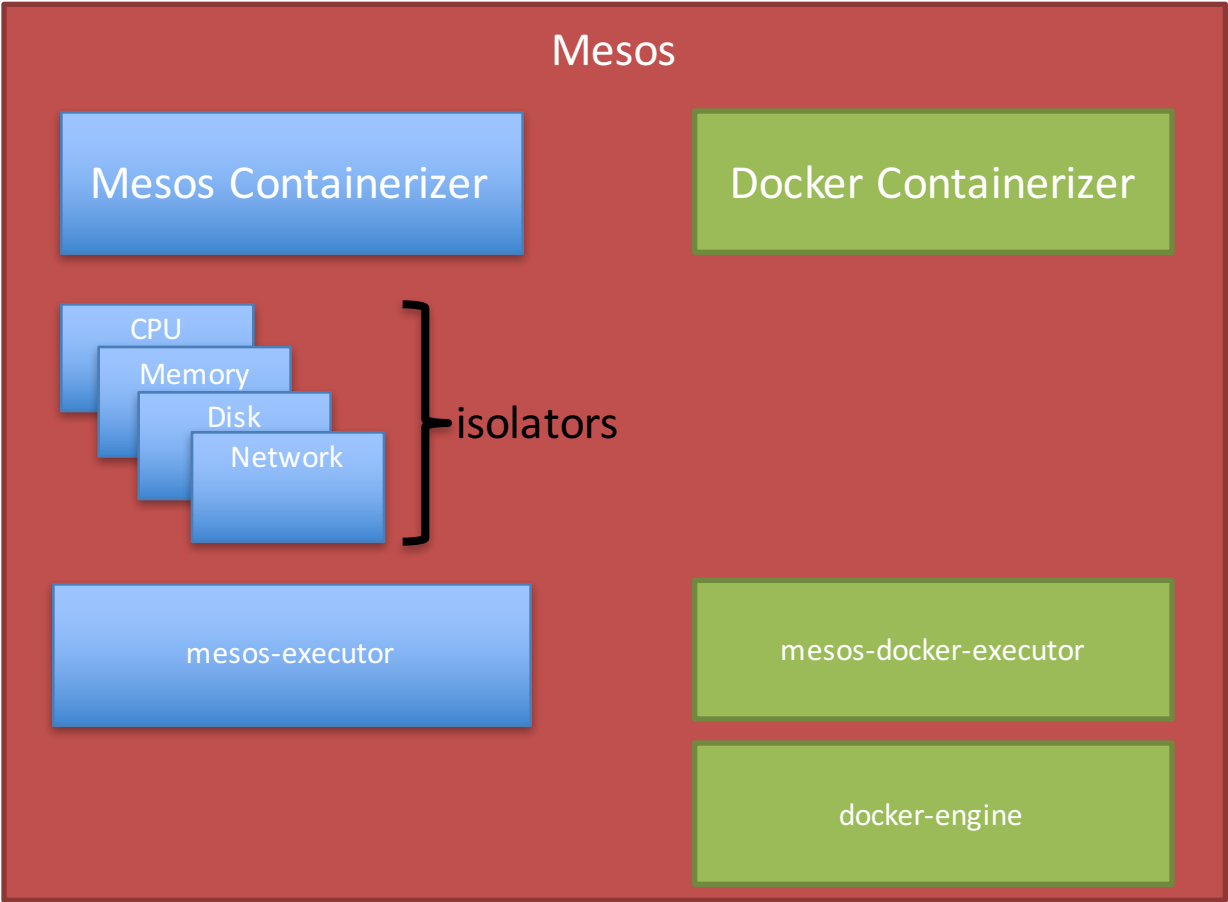 Mesos
Mesos Containerizer
Docker Containerizer
CPU
Memory
Disk
Network
isolators
mesos-executor
mesos-docker-executor
docker-engine